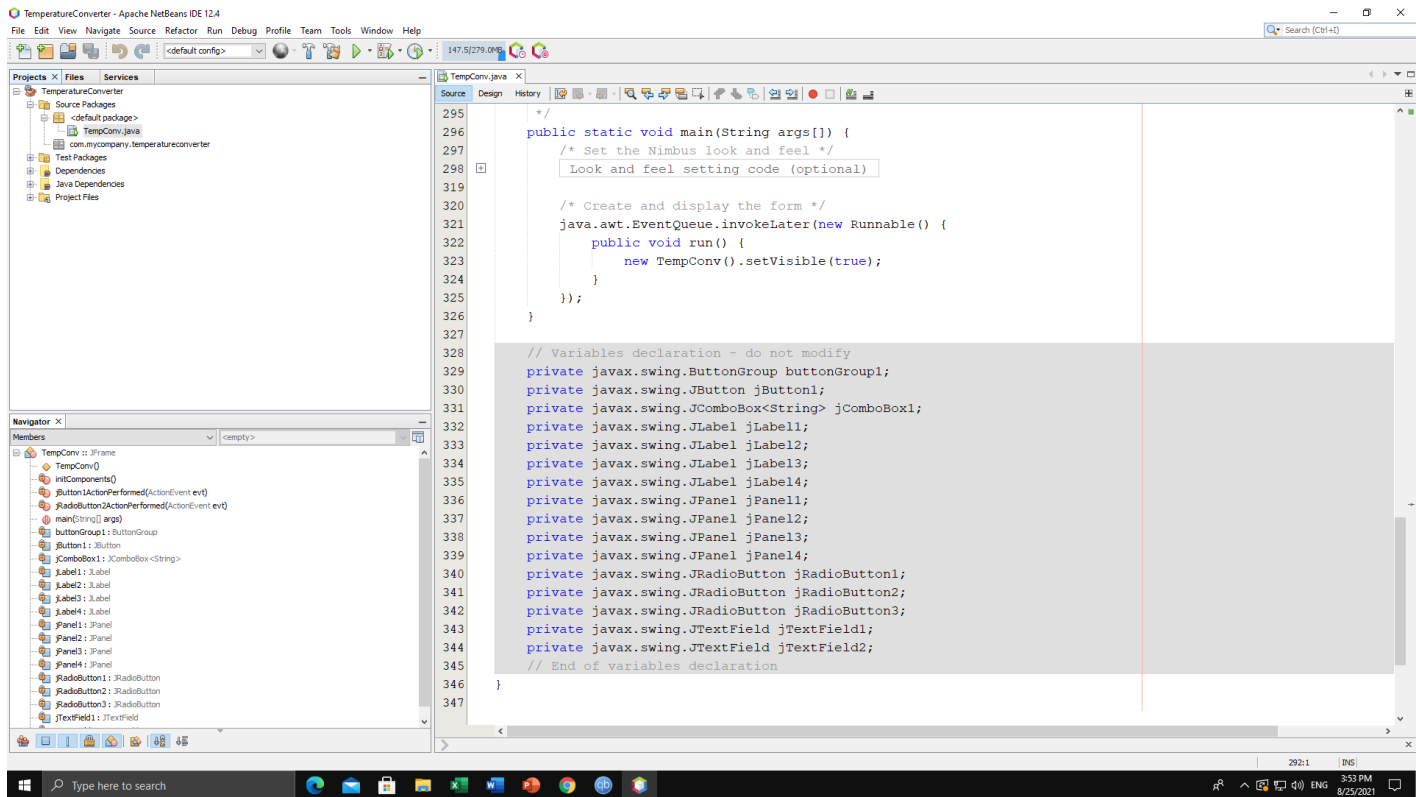 TemperatureConverter - Apache NetBeans IDE 12.4
File Edit View Navigate Source Refactor Run Debug Profile Team Tools Window Help
Search (Ctrl+I)
<default config>
147.5/279.0MB
Projects × Files Services
TemperatureConverter
Source Packages
<default package>
TempConv.java
com.mycompany.temperatureconverter
Test Packages
Dependencies
Java Dependencies
Project Files
Navigator ×
Members
<empty>
TempConv :: JFrame
TempConv()
initComponents()
jButton1ActionPerformed(ActionEvent evt)
jRadioButton2ActionPerformed(ActionEvent evt)
main(String[] args)
buttonGroup1 : ButtonGroup
jButton1 : JButton
jComboBox1 : JComboBox<String>
jLabel1 : JLabel
jLabel2 : JLabel
jLabel3 : JLabel
jLabel4 : JLabel
jPanel1 : JPanel
jPanel2 : JPanel
jPanel3 : JPanel
jPanel4 : JPanel
jRadioButton1 : JRadioButton
jRadioButton2 : JRadioButton
jRadioButton3 : JRadioButton
jTextField1 : JTextField
TempConv.java ×
Source Design History
295 */
296 public static void main(String args[]) {
297 /* Set the Nimbus look and feel */
298 Look and feel setting code (optional)
319
320 /* Create and display the form */
321 java.awt.EventQueue.invokeLater(new Runnable() {
322 public void run() {
323 new TempConv().setVisible(true);
324 }
325 });
326 }
327
328 // Variables declaration - do not modify
329 private javax.swing.ButtonGroup buttonGroup1;
330 private javax.swing.JButton jButton1;
331 private javax.swing.JComboBox<String> jComboBox1;
332 private javax.swing.JLabel jLabel1;
333 private javax.swing.JLabel jLabel2;
334 private javax.swing.JLabel jLabel3;
335 private javax.swing.JLabel jLabel4;
336 private javax.swing.JPanel jPanel1;
337 private javax.swing.JPanel jPanel2;
338 private javax.swing.JPanel jPanel3;
339 private javax.swing.JPanel jPanel4;
340 private javax.swing.JRadioButton jRadioButton1;
341 private javax.swing.JRadioButton jRadioButton2;
342 private javax.swing.JRadioButton jRadioButton3;
343 private javax.swing.JTextField jTextField1;
344 private javax.swing.JTextField jTextField2;
345 // End of variables declaration
346 }
347
292:1 INS
Type here to search
qb
ENG
3:53 PM
8/25/2021